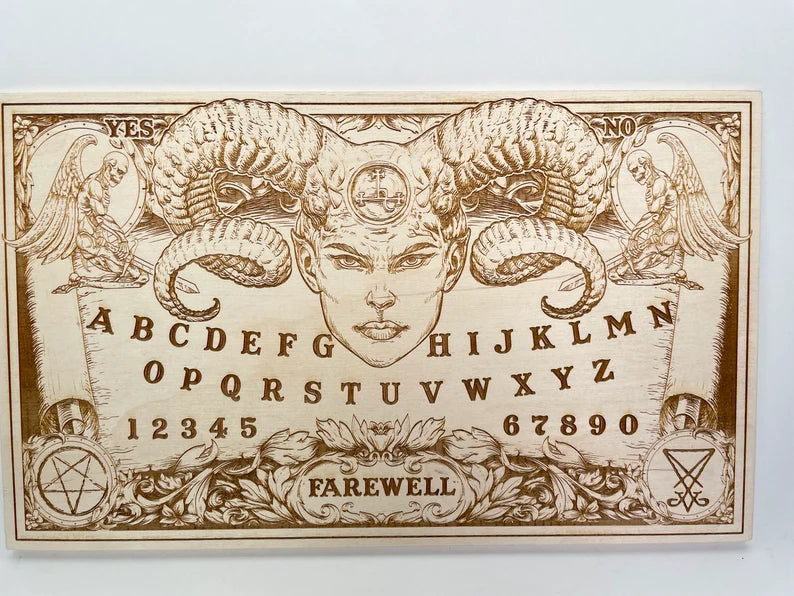 YES NO
A B C D E F G H I J K L M N
O P Q R S T U V W X Y Z
1 2 3 4 5 6 7 8 9 0
FAREWELL